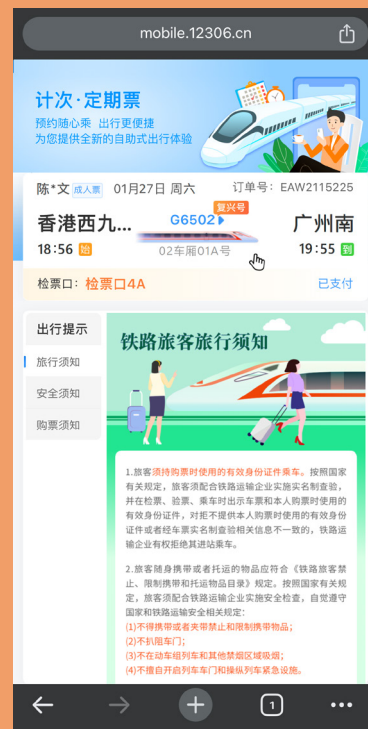 mobile.12306.cn
计次·定期票
预约随心乘 出行更便捷
为您提供全新的自助式出行体验
陈*文 成人票 01月27日 周六 订单号：EAW2115225
复兴号
香港西九... G6502 广州南
18:56 始 02车厢01A号 19:55 到
检票口：检票口4A 已支付
出行提示
旅行须知
安全须知
购票须知
铁路旅客旅行须知
1.旅客须持购票时使用的有效身份证件乘车。按照国家
有关规定，旅客须配合铁路运输企业实施实名制查验，
并在检票、验票、乘车时出示车票和本人购票时使用的
有效身份证件，对拒不提供本人购票时使用的有效身份
证件或者经车票实名制查验相关信息不一致的，铁路运
输企业有权拒绝其进站乘车。
2.旅客随身携带或者托运的物品应符合《铁路旅客禁
止、限制携带和托运物品目录》规定。按照国家有关规
定，旅客须配合铁路运输企业实施安全检查，自觉遵守
国家和铁路运输安全相关规定：
(1)不得携带或者夹带禁止和限制携带物品；
(2)不扒阻车门；
(3)不在动车组列车和其他禁烟区域吸烟；
(4)不擅自开启列车车门和操纵列车紧急设施。
1